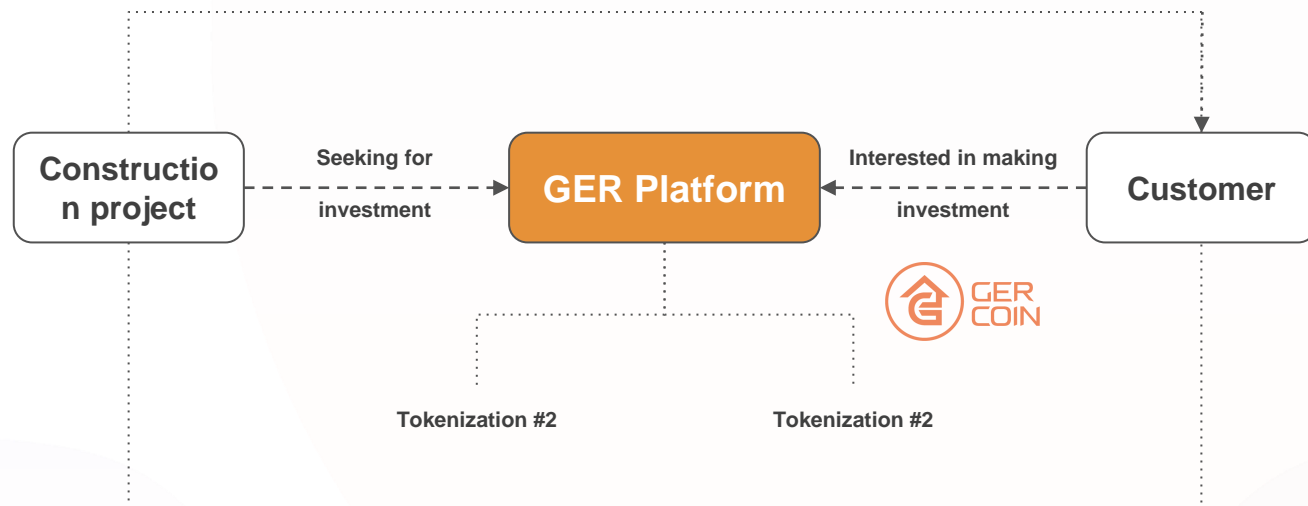 Constructio
n project
Seeking for
investment
GER Platform
Interested in making
investment
Customer
GER
COIN
Tokenization #2
Tokenization #2